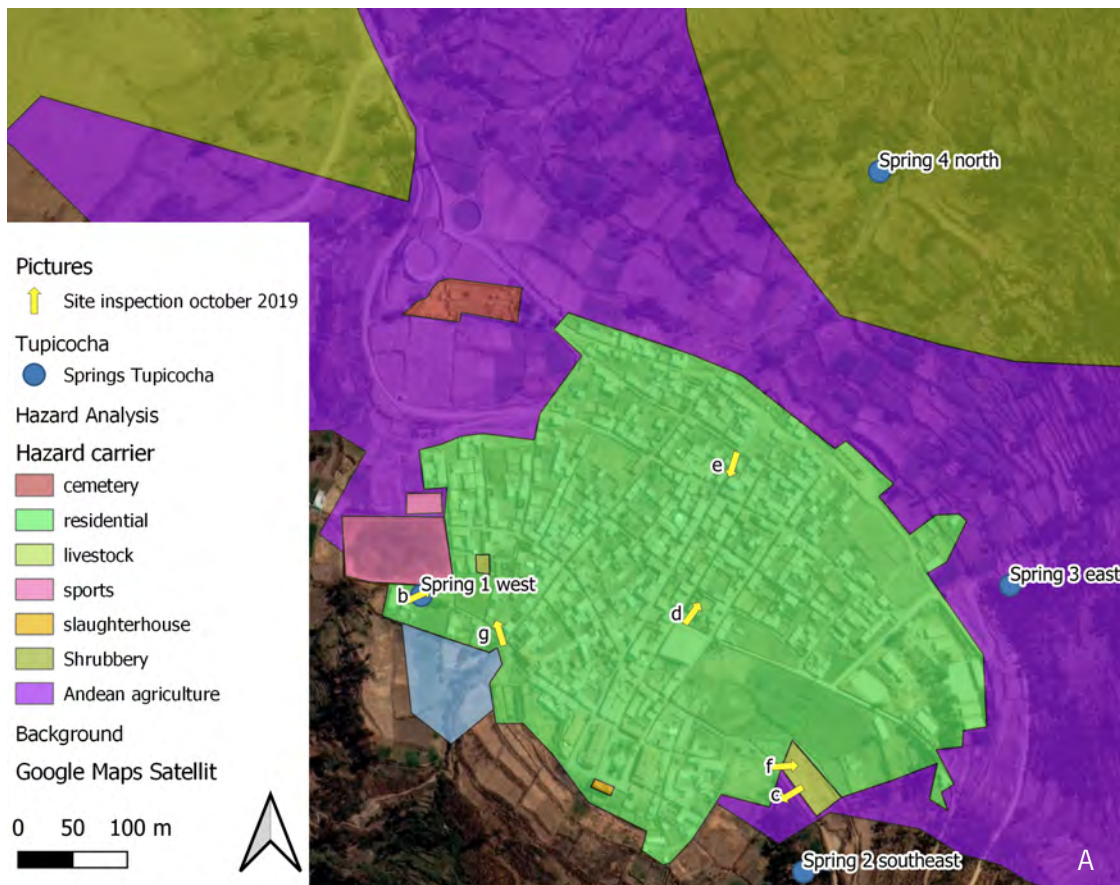 Spring 4 north
Pictures
Site inspection october 2019
Tupicocha
Springs Tupicocha
Hazard Analysis
Hazard carrier
cemetery
residential
livestock
sports
slaughterhouse
Shrubbery
Andean agriculture
Background
Google Maps Satellit
0 50 100 m
e
Spring 3 east
Spring 1 west
b
d
g
f
c
Spring 2 southeast
A